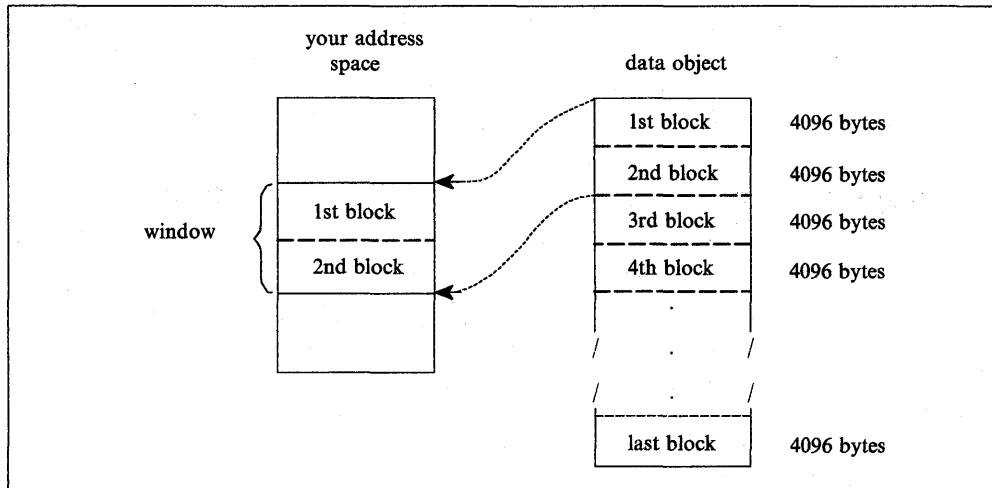 your address
space
data object
1st block 4096 bytes
2nd block 4096 bytes
3rd block 4096 bytes
4th block 4096 bytes
window
1st block
2nd block
last block 4096 bytes